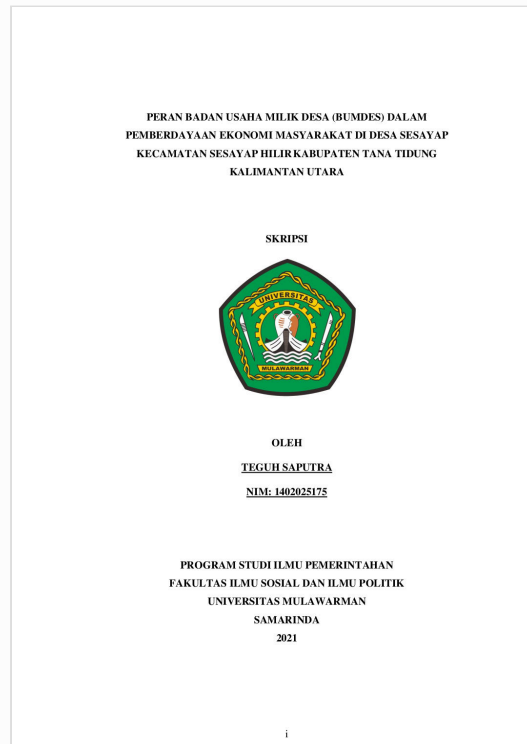 PERAN BADAN USAHA MILIK DESA (BUMDES) DALAM
PEMBERDAYAAN EKONOMI MASYARAKAT DI DESA SESAYAP
KECAMATAN SESAYAP HILIR KABUPATEN TANA TIDUNG
KALIMANTAN UTARA
SKRIPSI
UNIVERSITAS
MULAWARMAN
OLEH
TEGUH SAPUTRA
NIM: 1402025175
PROGRAM STUDI ILMU PEMERINTAHAN
FAKULTAS ILMU SOSIAL DAN ILMU POLITIK
UNIVERSITAS MULAWARMAN
SAMARINDA
2021
i